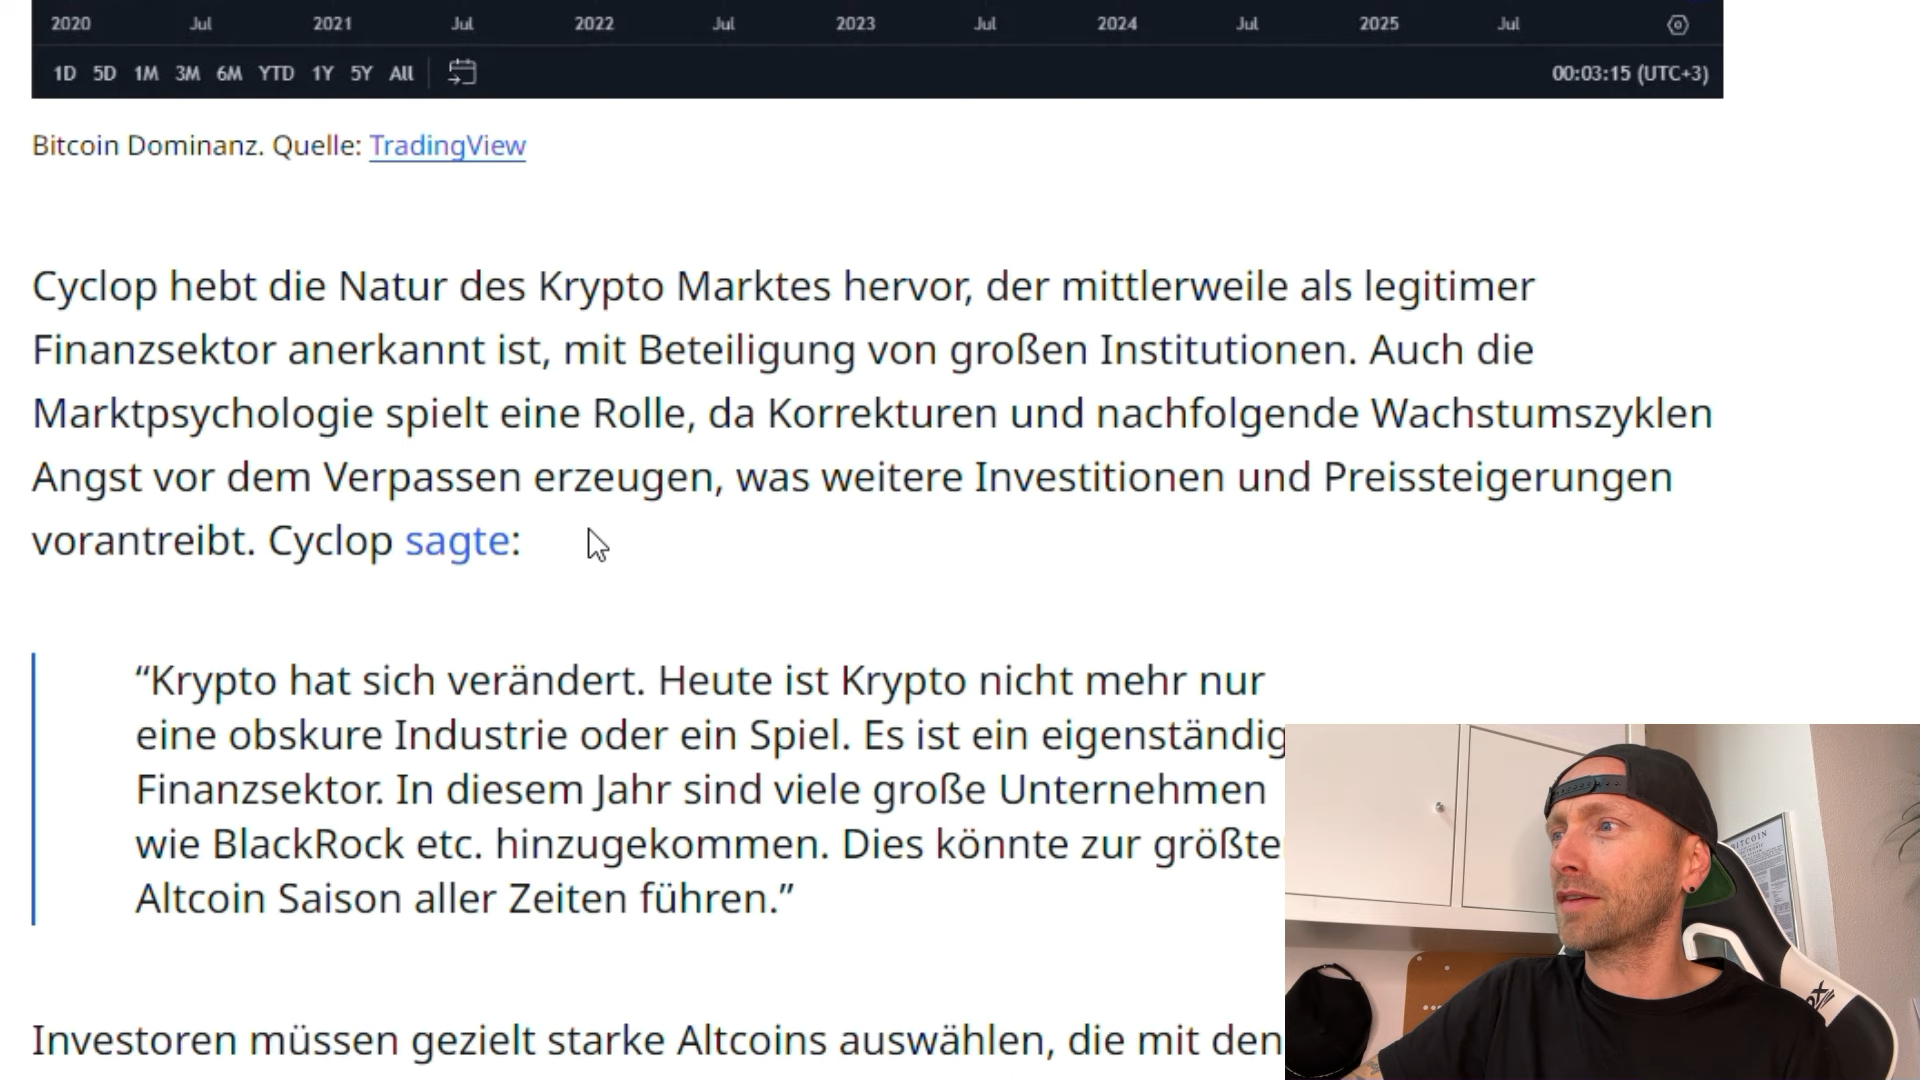 2020 Jul 2021 Jul 2022 Jul 2023 Jul 2024 Jul 2025 Jul
1D 5D 1M 3M 6M YTD 1Y 5Y All 00:03:15 (UTC+3)
Bitcoin Dominanz. Quelle: TradingView
Cyclop hebt die Natur des Krypto Marktes hervor, der mittlerweile als legitimer
Finanzsektor anerkannt ist, mit Beteiligung von großen Institutionen. Auch die
Marktpsychologie spielt eine Rolle, da Korrekturen und nachfolgende Wachstumszyklen
Angst vor dem Verpassen erzeugen, was weitere Investitionen und Preissteigerungen
vorantreibt. Cyclop sagte:
“Krypto hat sich verändert. Heute ist Krypto nicht mehr nur
eine obskure Industrie oder ein Spiel. Es ist ein eigenständig
Finanzsektor. In diesem Jahr sind viele große Unternehmen
wie BlackRock etc. hinzugekommen. Dies könnte zur größte
Altcoin Saison aller Zeiten führen.”
Investoren müssen gezielt starke Altcoins auswählen, die mit den
BITCOIN